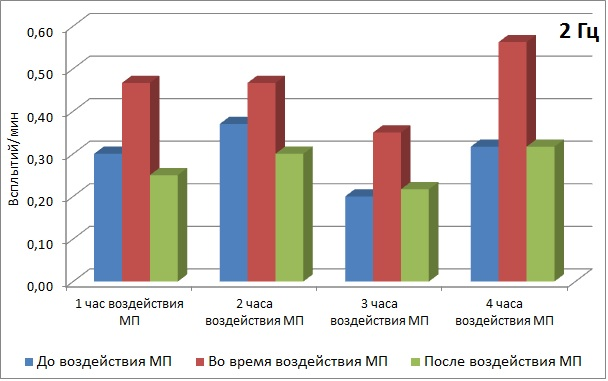 2 Гц
0,60
0,50
0,40
0,30
0,20
0,10
0,00
Всплытий/мин
1 час воздействия
МП
2 часа
воздействия МП
3 часа
воздействия МП
4 часа
воздействия МП
До воздействия МП
Во время воздействия МП
После воздействия МП